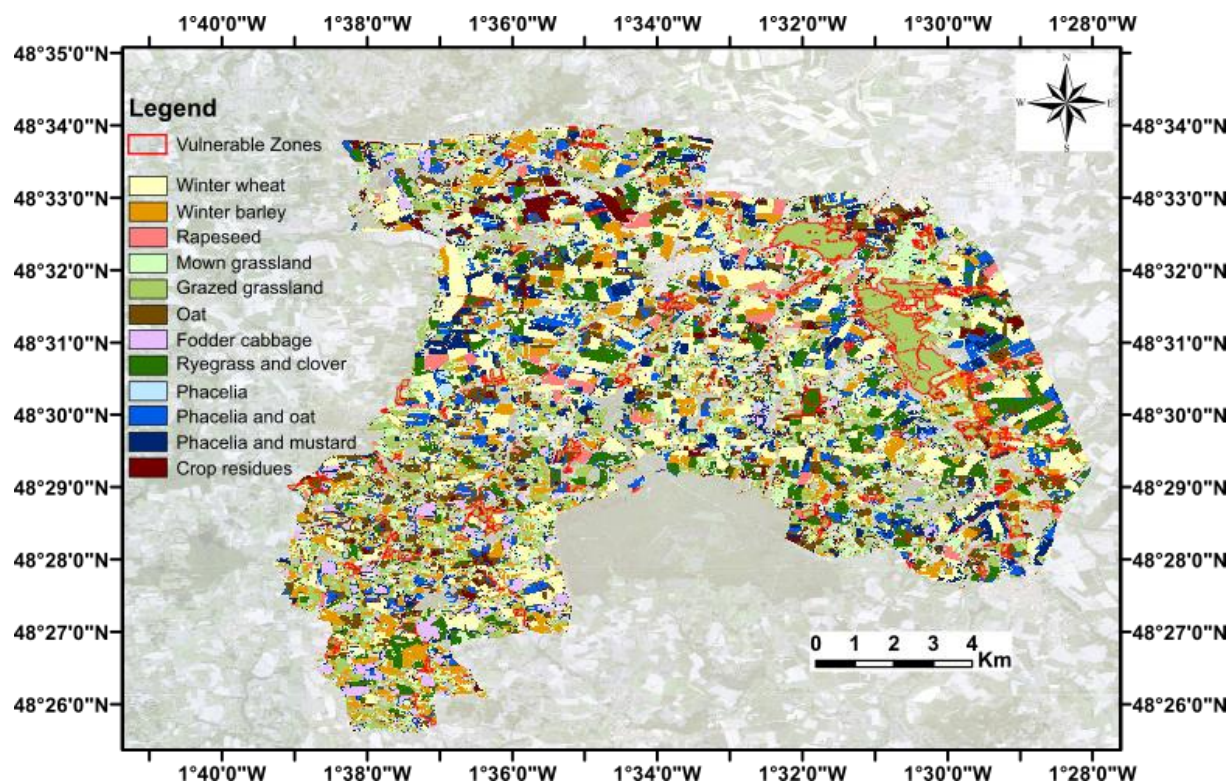 1°40'0"W 1°38'0"W 1°36'0"W 1°34'0"W 1°32'0"W 1°30'0"W 1°28'0"W
48°35'0"N
N
W E
S
Legend
48°34'0"N 48°34'0"N
Vulnerable Zones
Winter wheat
48°33'0"N 48°33'0"N
Winter barley
Rapeseed
Mown grassland
48°32'0"N 48°32'0"N
Grazed grassland
Oat
Fodder cabbage
48°31'0"N 48°31'0"N
Ryegrass and clover
Phacelia
48°30'0"N 48°30'0"N
Phacelia and oat
Phacelia and mustard
Crop residues
48°29'0"N 48°29'0"N
48°28'0"N 48°28'0"N
48°27'0"N 48°27'0"N
0 1 2 3 4
Km
48°26'0"N 48°26'0"N
1°40'0"W 1°38'0"W 1°36'0"W 1°34'0"W 1°32'0"W 1°30'0"W 1°28'0"W